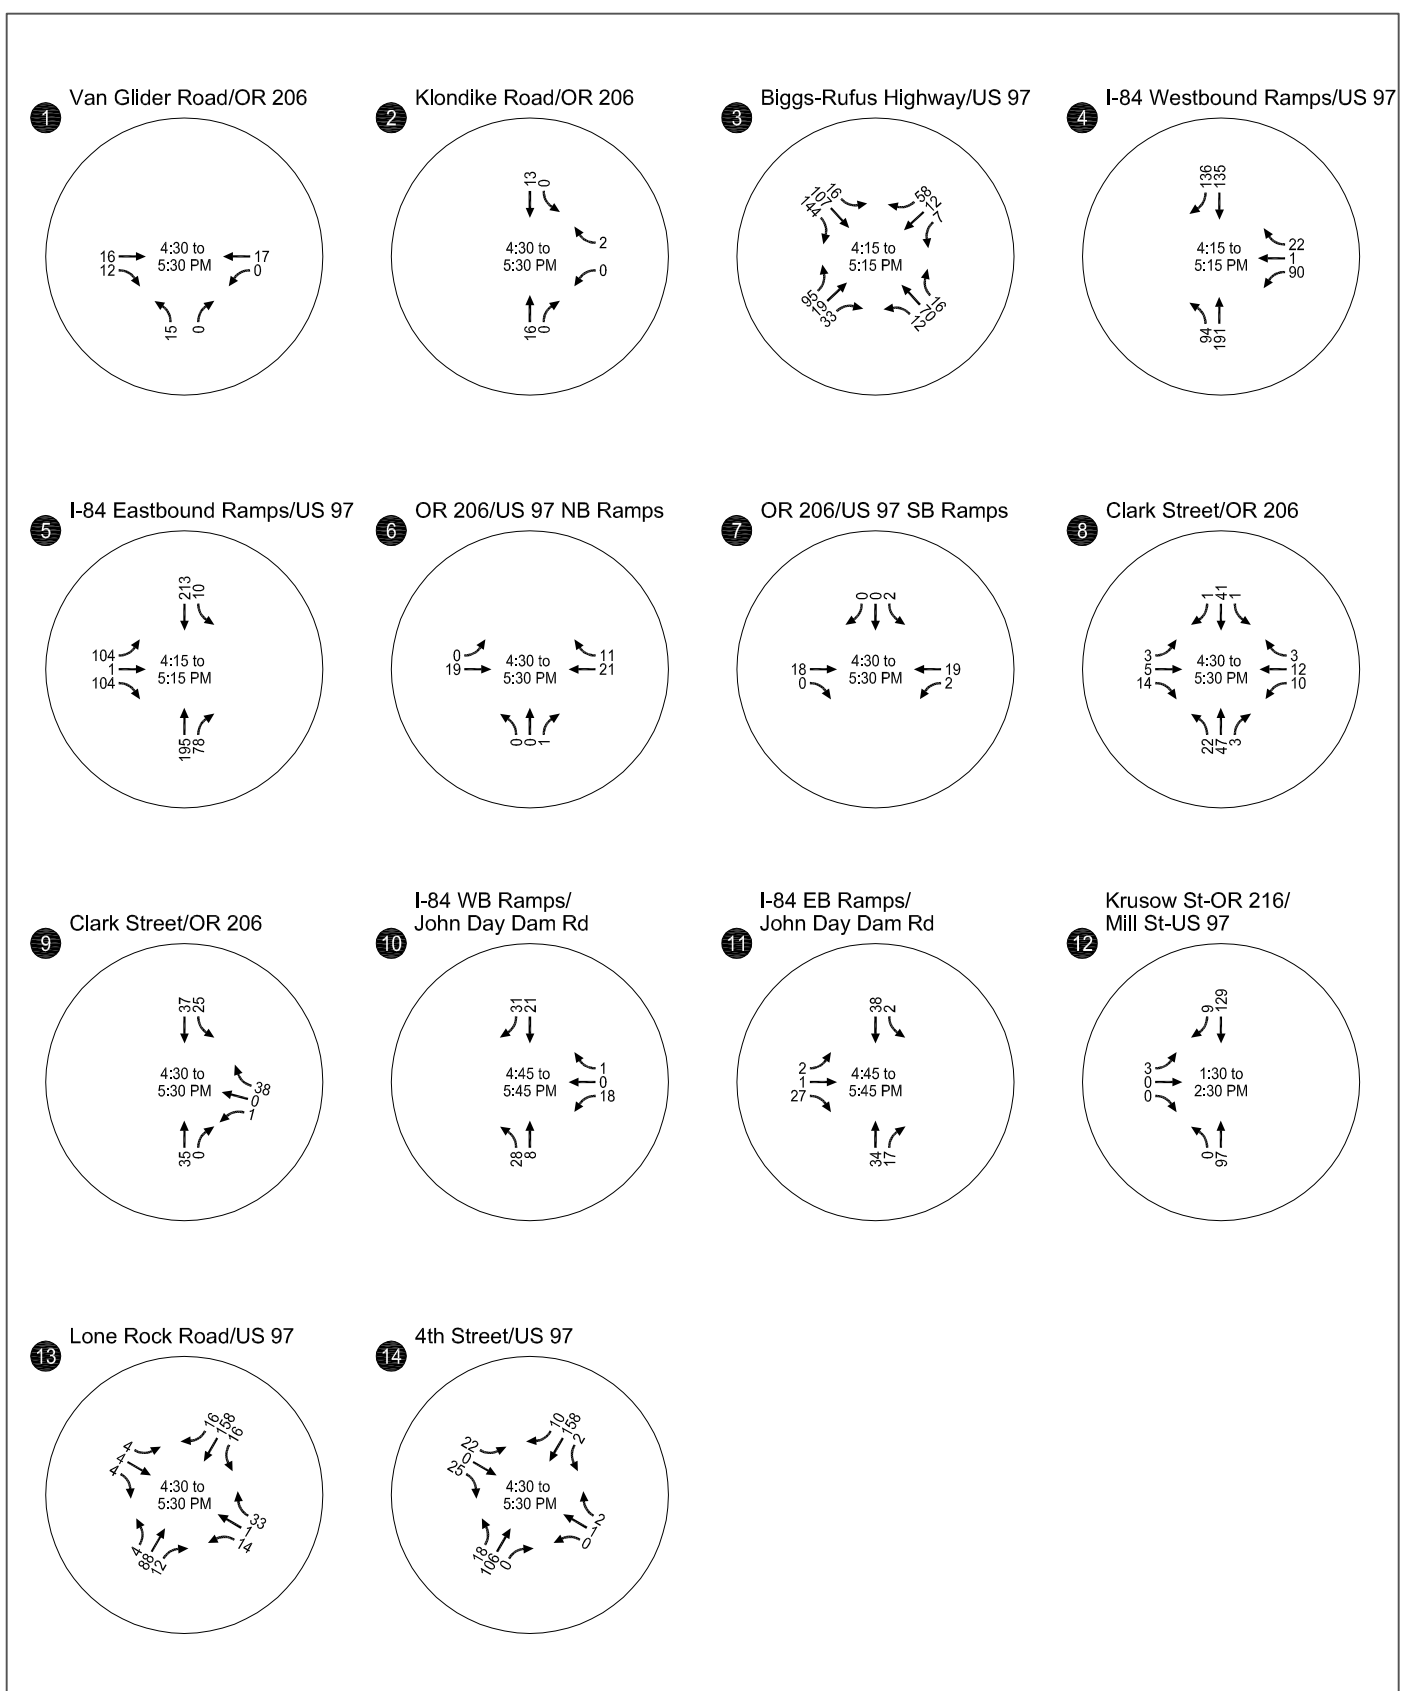 1
Van Glider Road/OR 206
16
12
4:30 to
5:30 PM
17
0
15
0
2
Klondike Road/OR 206
13
0
2
4:30 to
5:30 PM
0
16
0
3
Biggs-Rufus Highway/US 97
16
107
144
58
12
7
4:15 to
5:15 PM
95
19
33
16
70
12
4
I-84 Westbound Ramps/US 97
136
135
4:15 to
5:15 PM
22
1
90
94
191
5
I-84 Eastbound Ramps/US 97
213
10
104
1
104
4:15 to
5:15 PM
195
78
6
OR 206/US 97 NB Ramps
0
19
4:30 to
5:30 PM
11
21
0
0
1
7
OR 206/US 97 SB Ramps
0
0
2
18
0
4:30 to
5:30 PM
19
2
8
Clark Street/OR 206
1
41
1
3
5
14
4:30 to
5:30 PM
3
12
10
22
47
3
9
Clark Street/OR 206
37
25
4:30 to
5:30 PM
38
0
1
35
0
10
I-84 WB Ramps/
John Day Dam Rd
31
21
4:45 to
5:45 PM
1
0
18
28
8
11
I-84 EB Ramps/
John Day Dam Rd
38
2
2
1
27
4:45 to
5:45 PM
34
17
12
Krusow St-OR 216/
Mill St-US 97
9
129
3
0
0
1:30 to
2:30 PM
0
97
13
Lone Rock Road/US 97
16
158
16
4
4
4
4:30 to
5:30 PM
33
1
14
4
88
12
14
4th Street/US 97
10
158
2
22
0
25
4:30 to
5:30 PM
2
1
0
18
106
0